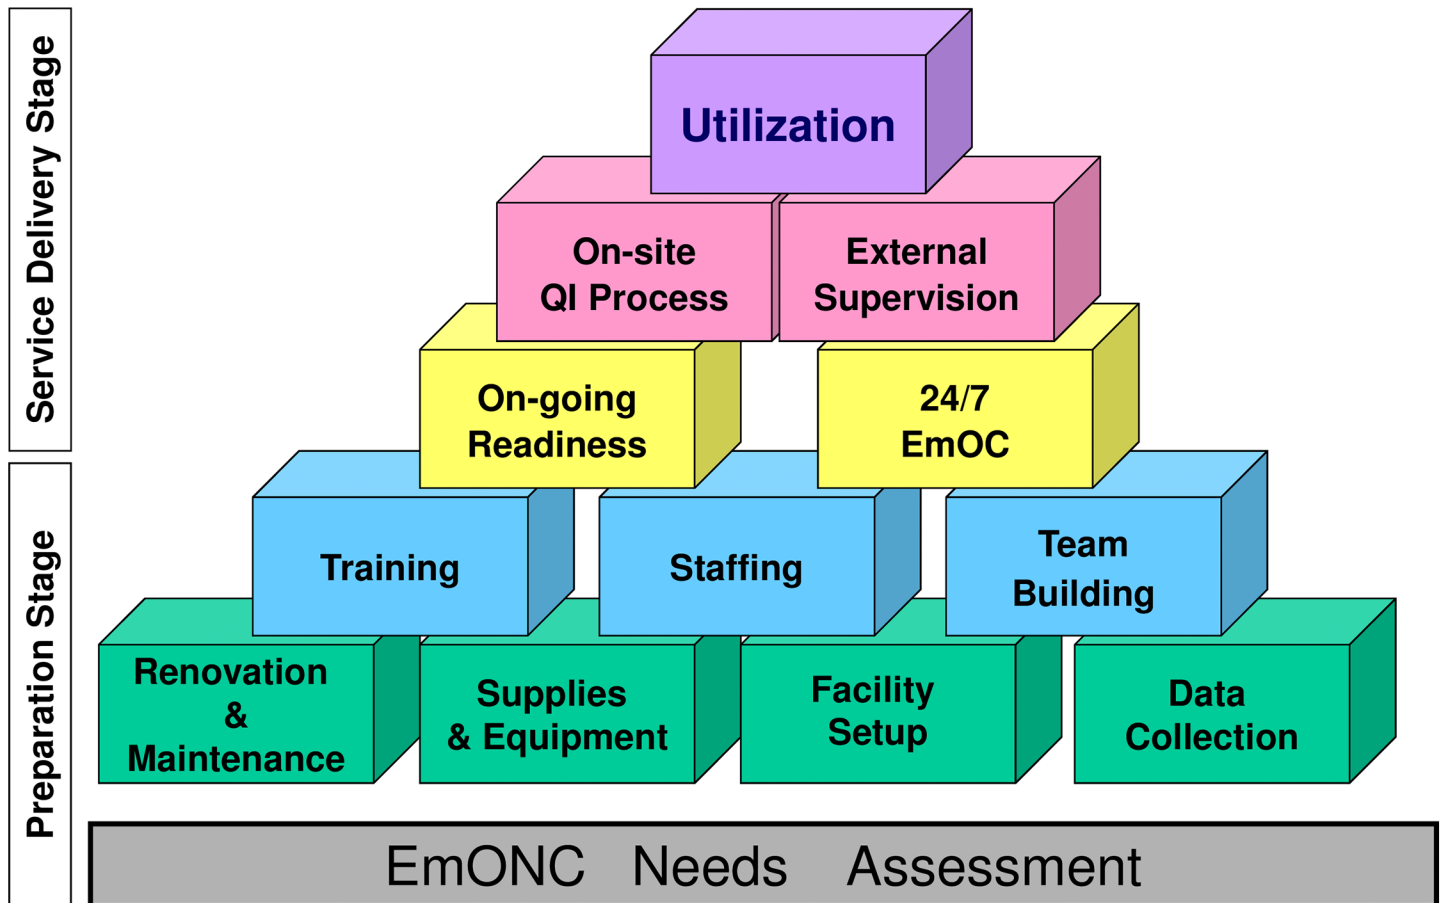 Service Delivery Stage
Utilization
On-site
QI Process
External
Supervision
On-going
Readiness
24/7
EmOC
Preparation Stage
Training
Staffing
Team
Building
Renovation
&
Maintenance
Supplies
& Equipment
Facility
Setup
Data
Collection
EmONC Needs Assessment